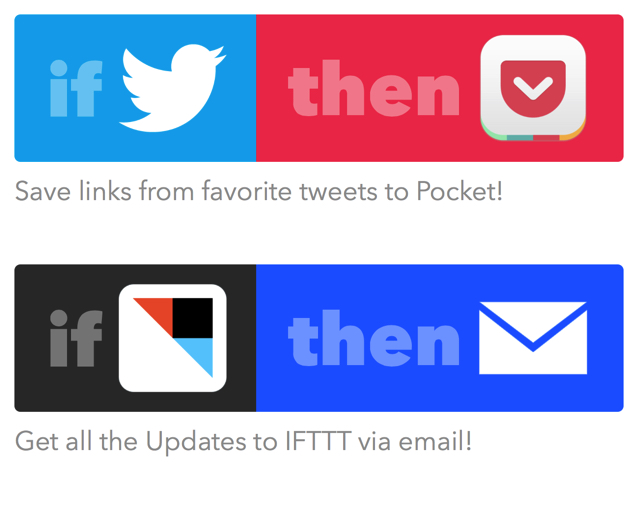 if then
Save links from favorite tweets to Pocket!
if then
Get all the Updates to IFTTT via email!